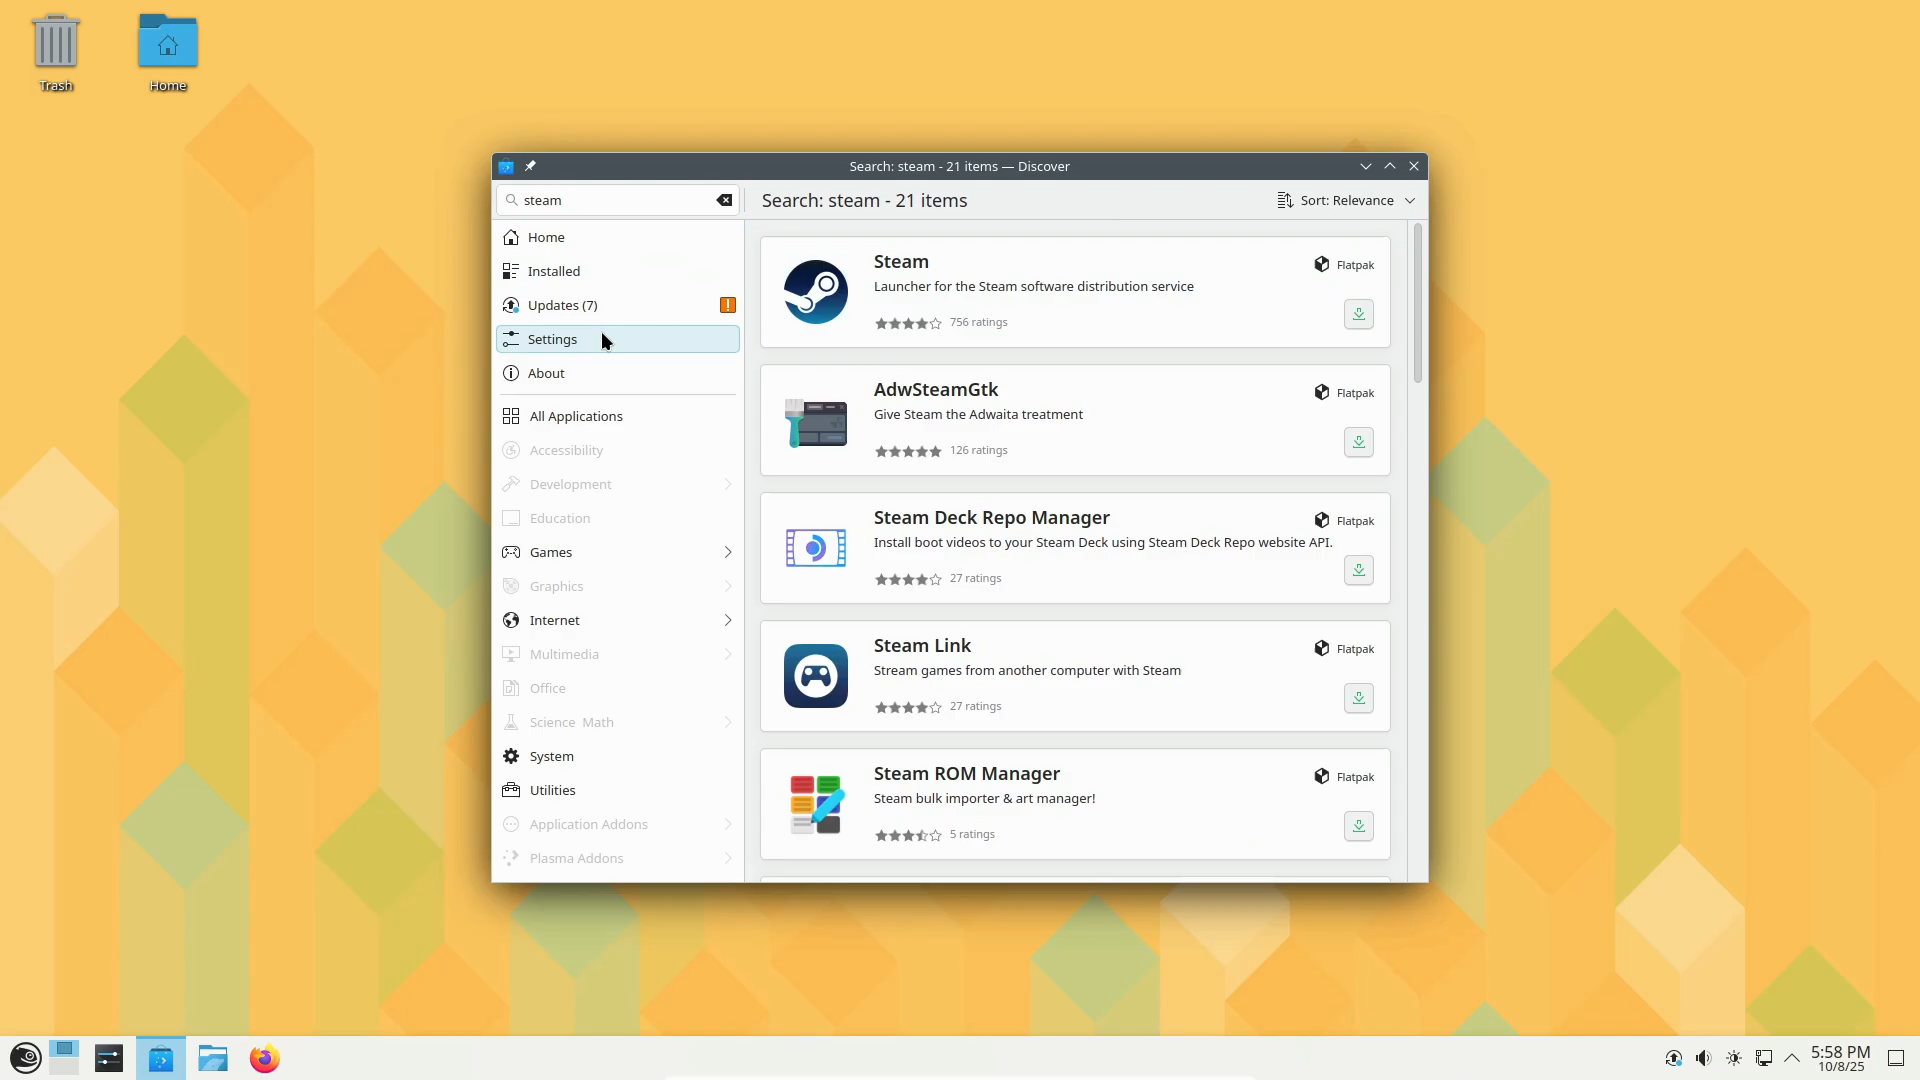 Trash
Home
Search: steam - 21 items — Discover
steam
Search: steam - 21 items
Sort: Relevance
Home
Installed
Updates (7)
Settings
About
All Applications
Accessibility
Development
Education
Games
Graphics
Internet
Multimedia
Office
Science Math
System
Utilities
Application Addons
Plasma Addons
Steam
Flatpak
Launcher for the Steam software distribution service
756 ratings
AdwSteamGtk
Flatpak
Give Steam the Adwaita treatment
126 ratings
Steam Deck Repo Manager
Flatpak
Install boot videos to your Steam Deck using Steam Deck Repo website API.
27 ratings
Steam Link
Flatpak
Stream games from another computer with Steam
27 ratings
Steam ROM Manager
Flatpak
Steam bulk importer & art manager!
5 ratings
5:58 PM
10/8/25